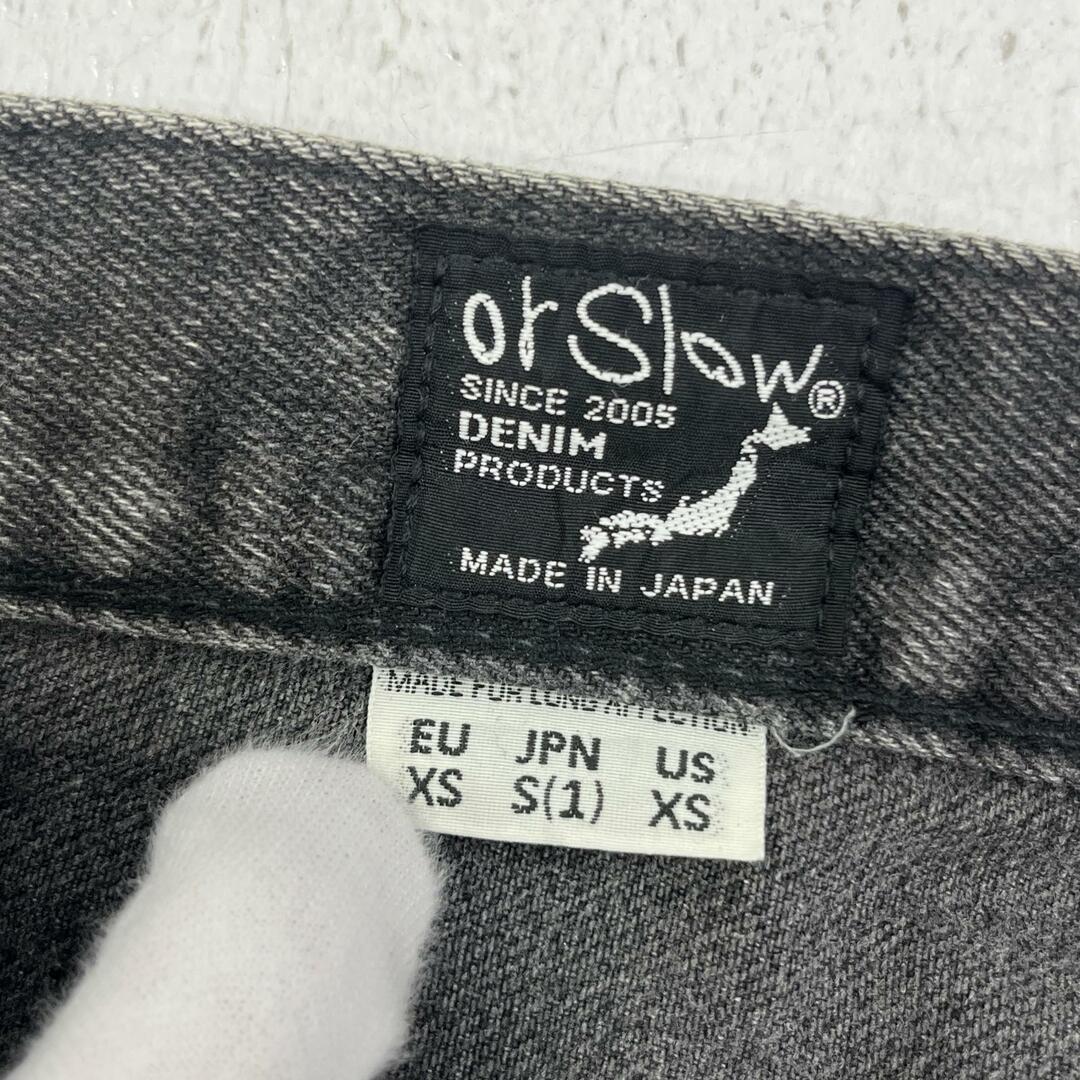 orSlow®
SINCE 2005
DENIM
PRODUCTS
MADE IN JAPAN
MADE FOR LONG AFFECTION
EU JPN US
XS S(1) XS